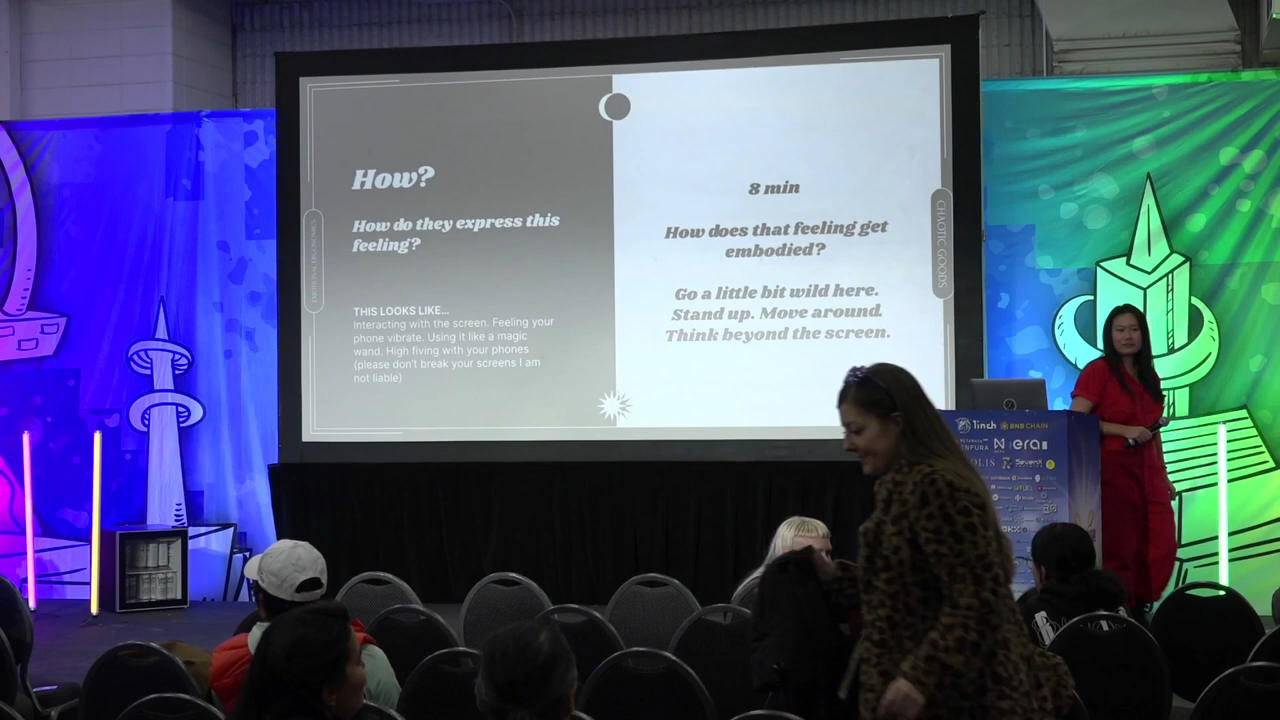 How?
How do they express this
feeling?
THIS LOOKS LIKE...
Interacting with the screen. Feeling your
phone vibrate. Using it like a magic
wand. High fiving with your phones
(please don't break your screens I am
not liable)
EMOTIONAL ERGONOMICS
8 min
How does that feeling get
embodied?
Go a little bit wild here.
Stand up. Move around.
Think beyond the screen.
CHAOTIC GOODS
1inch BNB CHAIN
era